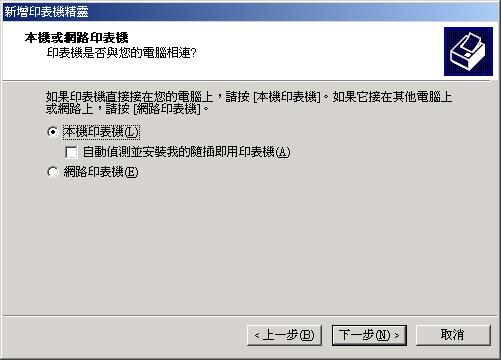 新增印表機精靈
本機或網路印表機
印表機是否與您的電腦相連?
如果印表機直接接在您的電腦上，請按 [本機印表機]。如果它接在其他電腦上
或網路上，請按 [網路印表機]。
本機印表機(L)
自動偵測並安裝我的隨插即用印表機(A)
網路印表機(E)
< 上一步(B) 下一步(N) > 取消